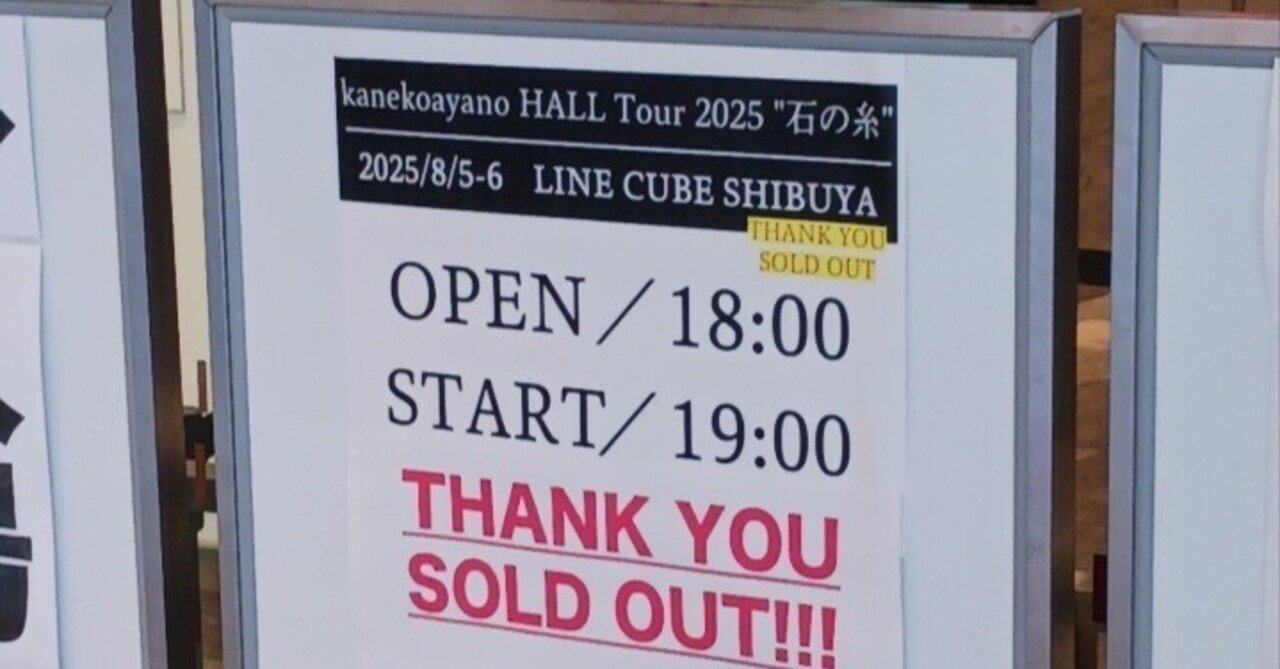 kanekoayano HALL Tour 2025 "石の糸"
2025/8/5-6 LINE CUBE SHIBUYA
THANK YOU
SOLD OUT
OPEN／18:00
START／19:00
THANK YOU
SOLD OUT!!!